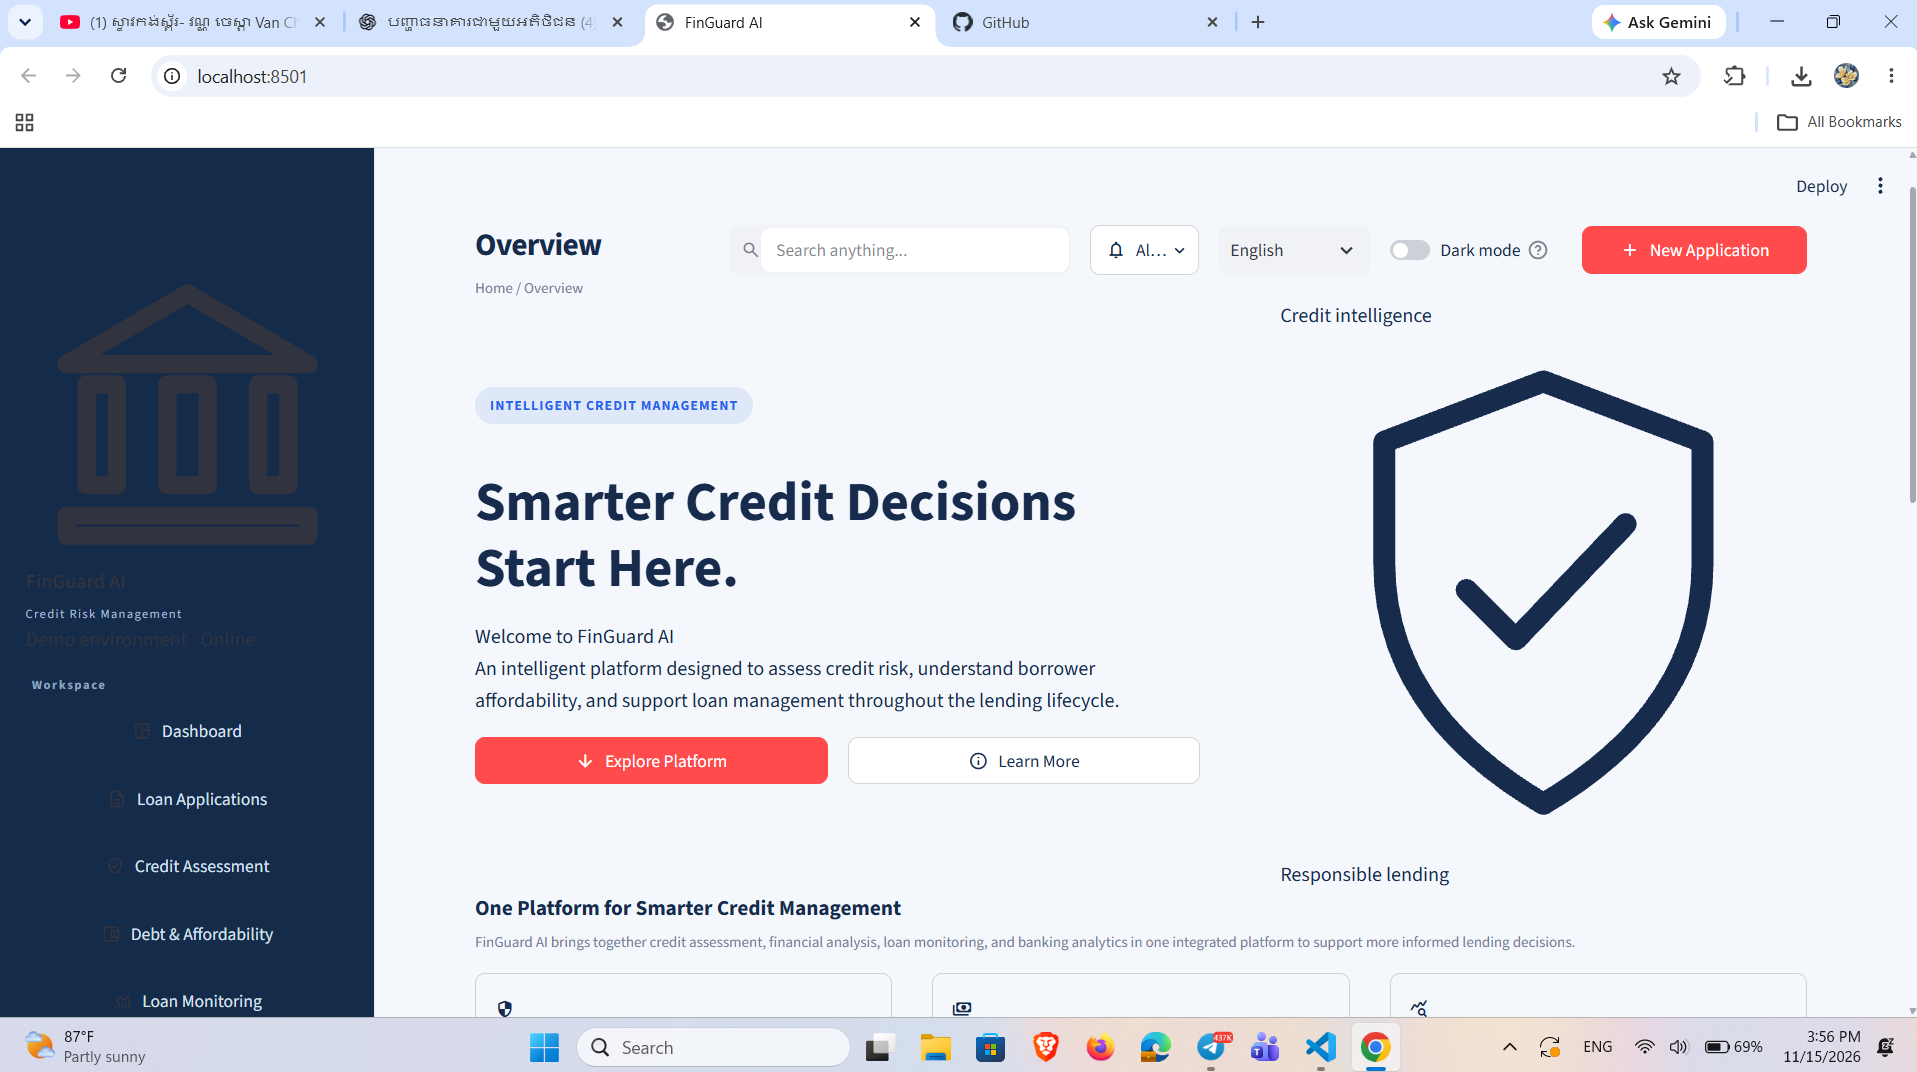 (1) ស្នាវកង់ស្ព័រ- វណ្ណ ចេស្តា Van Ch
បញ្ហាធនាគារជាមួយអតិថិជន (4)
FinGuard AI
GitHub
Ask Gemini
localhost:8501
All Bookmarks
Deploy
Overview
Search anything...
Al...
English
Dark mode
New Application
Home / Overview
Credit intelligence
INTELLIGENT CREDIT MANAGEMENT
Smarter Credit Decisions
Start Here.
Welcome to FinGuard AI
An intelligent platform designed to assess credit risk, understand borrower
affordability, and support loan management throughout the lending lifecycle.
Explore Platform
Learn More
Responsible lending
One Platform for Smarter Credit Management
FinGuard AI brings together credit assessment, financial analysis, loan monitoring, and banking analytics in one integrated platform to support more informed lending decisions.
FinGuard AI
Credit Risk Management
Demo environment · Online
Workspace
Dashboard
Loan Applications
Credit Assessment
Debt & Affordability
Loan Monitoring
87°F
Partly sunny
Search
437K
ENG
69%
3:56 PM
11/15/2026